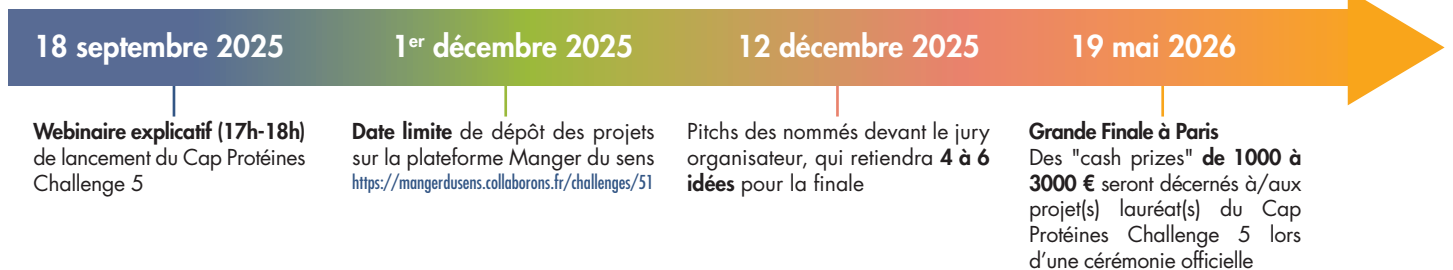 18 septembre 2025
1er décembre 2025
12 décembre 2025
19 mai 2026
Webinaire explicatif (17h-18h)
de lancement du Cap Protéines
Challenge 5
Date limite de dépôt des projets
sur la plateforme Manger du sens
https://mangerdusens.collaborons.fr/challenges/51
Pitchs des nommés devant le jury
organisateur, qui retiendra 4 à 6
idées pour la finale
Grande Finale à Paris
Des "cash prizes" de 1000 à
3000 € seront décernés à/aux
projet(s) lauréat(s) du Cap
Protéines Challenge 5 lors
d'une cérémonie officielle